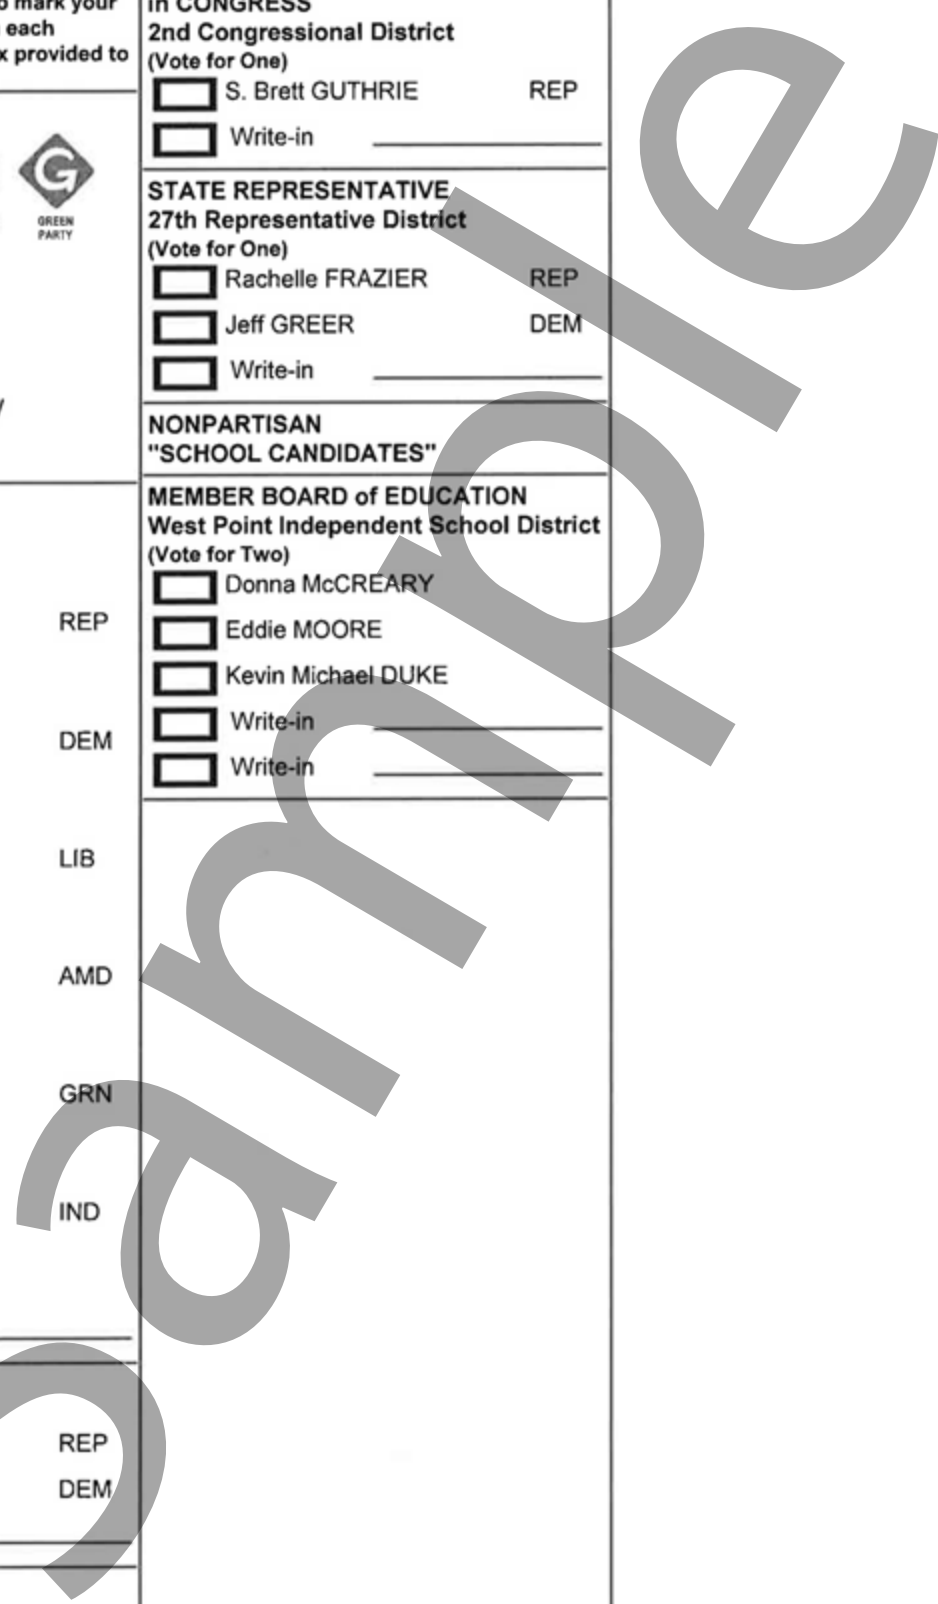 o mark your
each
x provided to
GREEN
PARTY
REP
DEM
LIB
AMD
GRN
IND
REP
DEM
in CONGRESS
2nd Congressional District
(Vote for One)
S. Brett GUTHRIE REP
Write-in
STATE REPRESENTATIVE
27th Representative District
(Vote for One)
Rachelle FRAZIER REP
Jeff GREER DEM
Write-in
NONPARTISAN
"SCHOOL CANDIDATES"
MEMBER BOARD of EDUCATION
West Point Independent School District
(Vote for Two)
Donna McCREARY
Eddie MOORE
Kevin Michael DUKE
Write-in
Write-in
ample